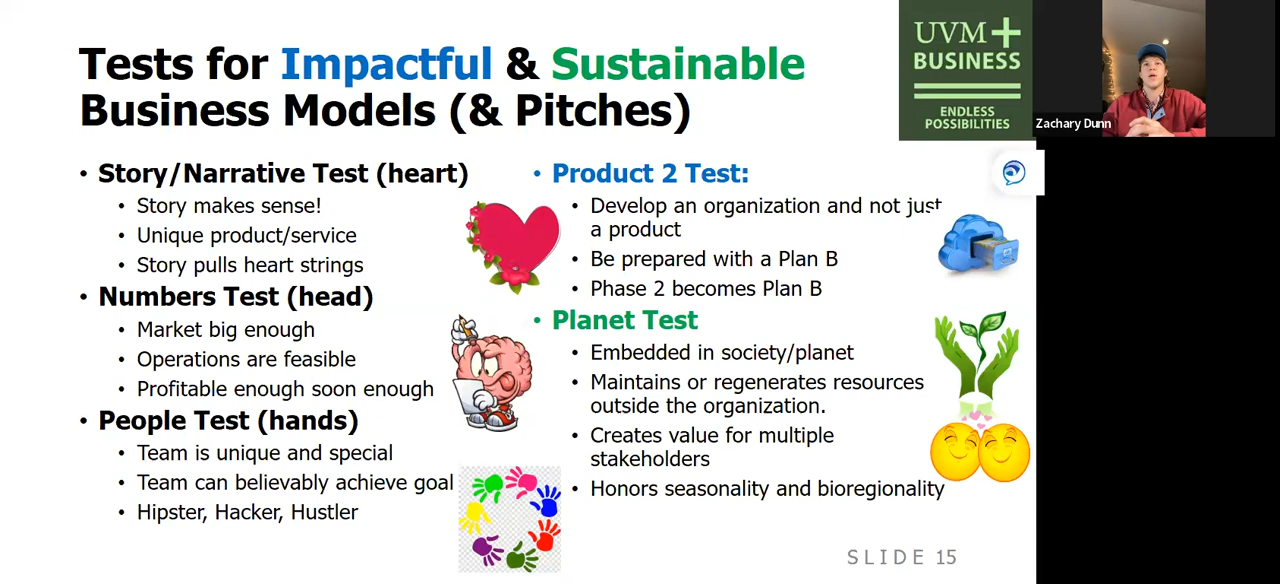 Tests for Impactful & Sustainable
Business Models (& Pitches)
• Story/Narrative Test (heart)
• Story makes sense!
• Unique product/service
• Story pulls heart strings
• Numbers Test (head)
• Market big enough
• Operations are feasible
• Profitable enough soon enough
• People Test (hands)
• Team is unique and special
• Team can believably achieve goal
• Hipster, Hacker, Hustler
• Product 2 Test:
• Develop an organization and not just
a product
• Be prepared with a Plan B
• Phase 2 becomes Plan B
• Planet Test
• Embedded in society/planet
• Maintains or regenerates resources
outside the organization.
• Creates value for multiple
stakeholders
• Honors seasonality and bioregionality
SLIDE 15
UVM+
BUSINESS
ENDLESS
POSSIBILITIES
Zachary Dunn